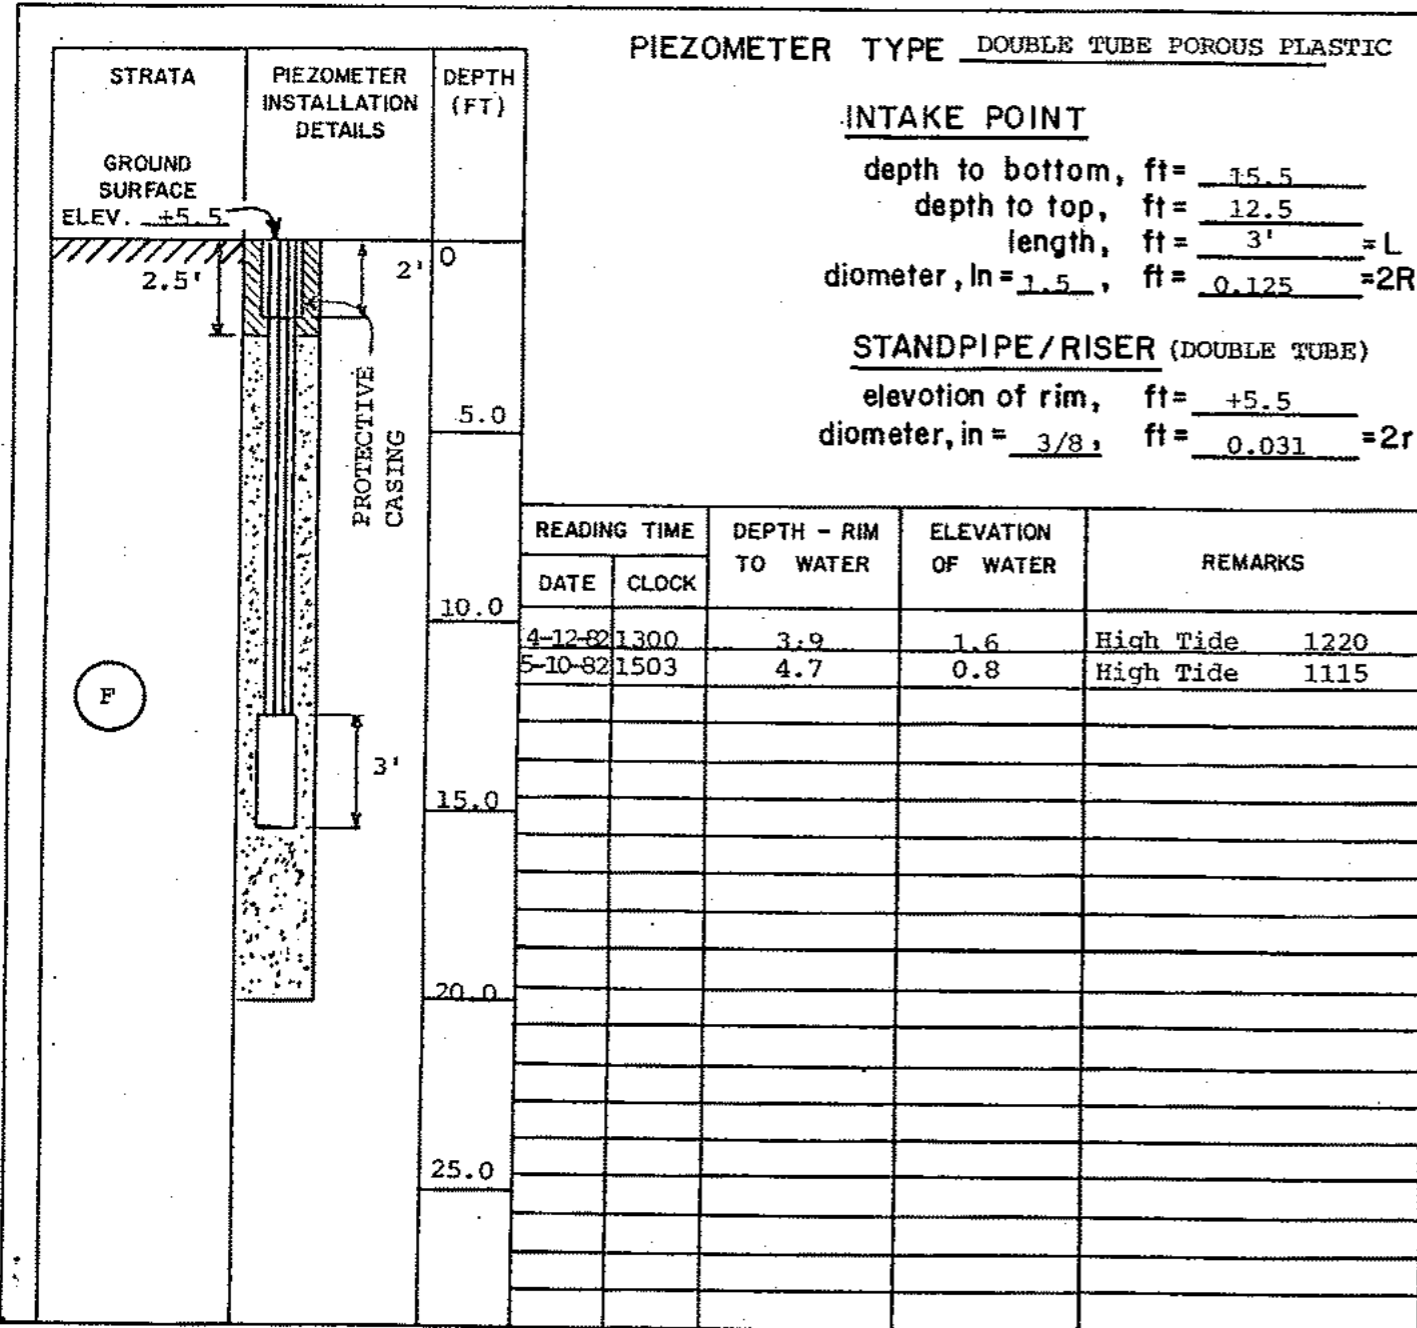 PIEZOMETER TYPE DOUBLE TUBE POROUS PLASTIC
STRATA
PIEZOMETER
INSTALLATION
DETAILS
DEPTH
(FT)
GROUND
SURFACE
ELEV. +5.5
2.5'
2'
PROTECTIVE
CASING
F
3'
0
5.0
10.0
15.0
20.0
25.0
INTAKE POINT
depth to bottom, ft= 15.5
depth to top, ft= 12.5
length, ft= 3' =L
diameter, In= 1.5, ft= 0.125 =2R
STANDPIPE/RISER (DOUBLE TUBE)
elevation of rim, ft= +5.5
diameter, in= 3/8, ft= 0.031 =2r
READING TIME
DATE CLOCK
DEPTH - RIM
TO WATER
ELEVATION
OF WATER
REMARKS
4-12-82 1300 3.9 1.6 High Tide 1220
5-10-82 1503 4.7 0.8 High Tide 1115